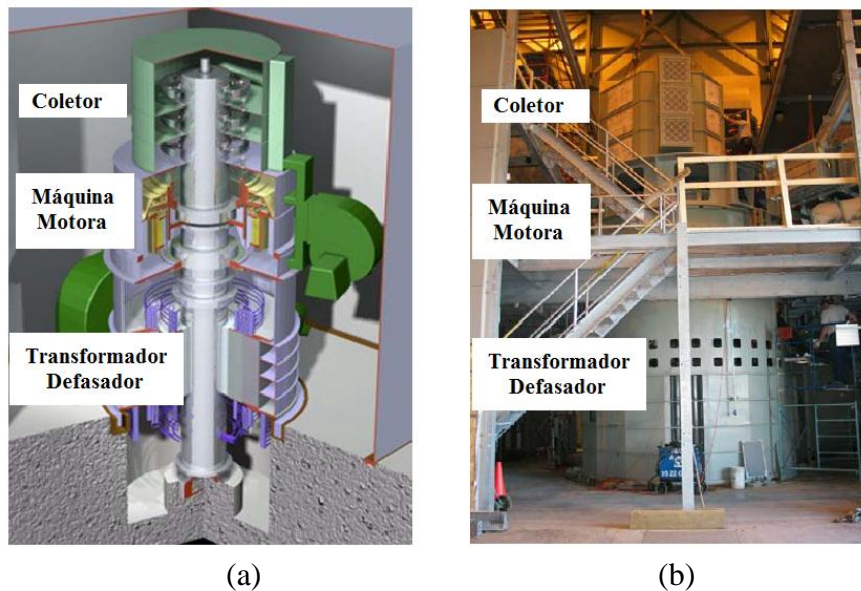 Coletor
Máquina
Motora
Transformador
Defasador
(a)
Coletor
Máquina
Motora
Transformador
Defasador
(b)